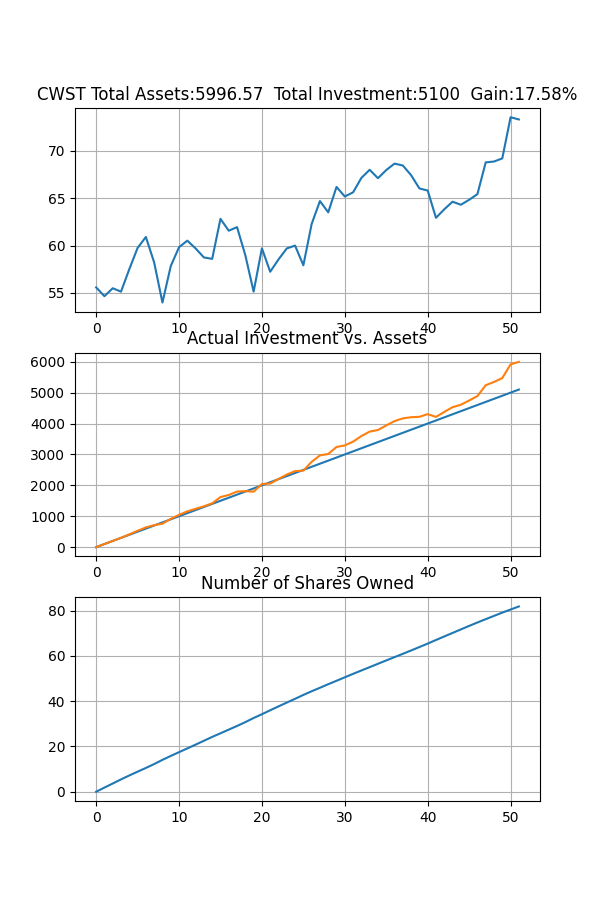 CWST Total Assets:5996.57  Total Investment:5100  Gain:17.58%
70
65
60
55
0 10 20 30 40 50
Actual Investment vs. Assets
6000
5000
4000
3000
2000
1000
0
0 10 20 30 40 50
Number of Shares Owned
80
60
40
20
0
0 10 20 30 40 50